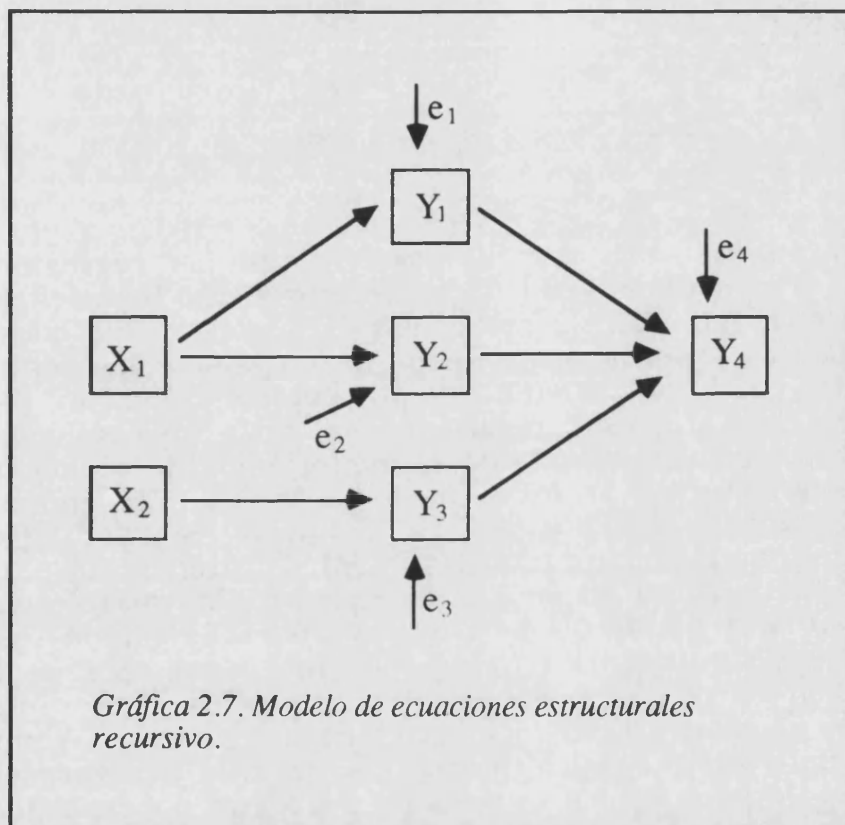 e1
Y1
e4
X1
Y2
Y4
e2
X2
Y3
e3
Gráfica 2.7. Modelo de ecuaciones estructurales
recursivo.